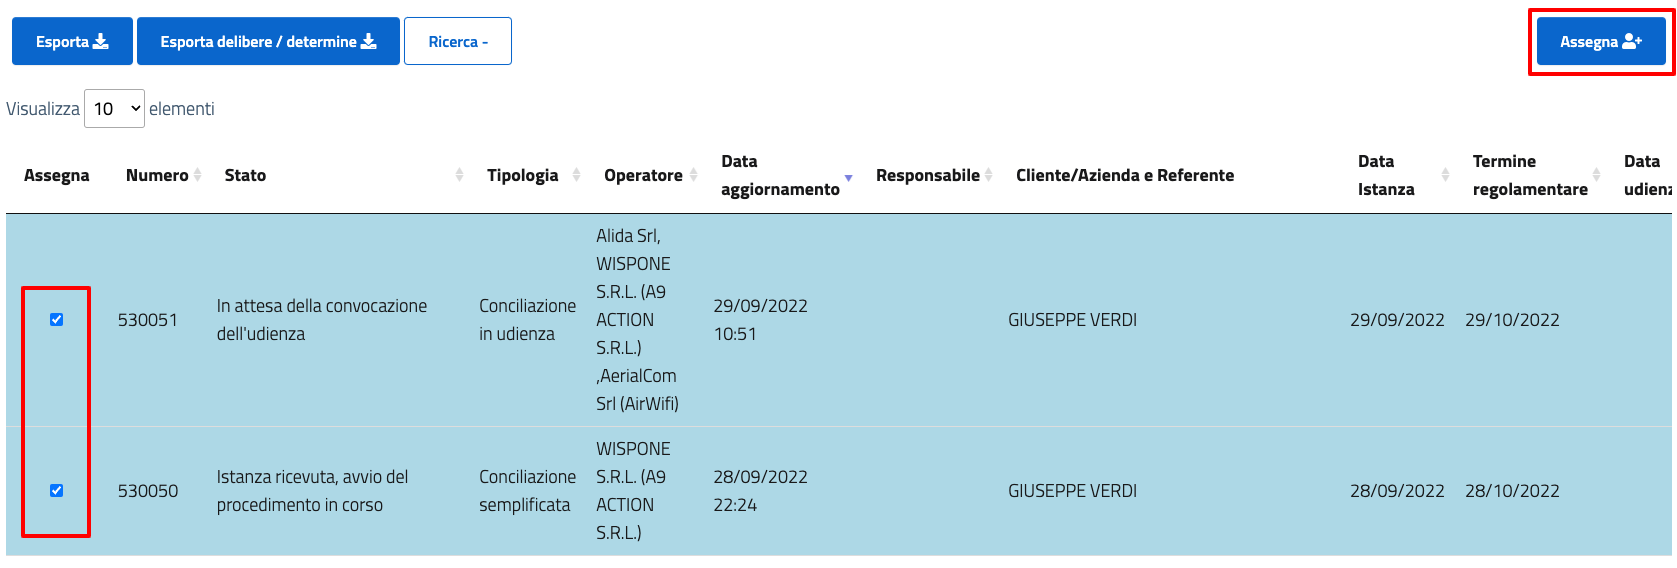 Esporta
Esporta delibere / determine
Ricerca -
Assegna
Visualizza 10 elementi
Assegna
Numero
Stato
Tipologia
Operatore
Data
aggiornamento
Responsabile
Cliente/Azienda e Referente
Data
Istanza
Termine
regolamentare
Data
udienz
530051
In attesa della convocazione
dell'udienza
Conciliazione
in udienza
Alida Srl,
WISPONE
S.R.L. (A9
ACTION
S.R.L.)
,AerialCom
Srl (AirWifi)
29/09/2022
10:51
GIUSEPPE VERDI
29/09/2022
29/10/2022
530050
Istanza ricevuta, avvio del
procedimento in corso
Conciliazione
semplificata
WISPONE
S.R.L. (A9
ACTION
S.R.L.)
28/09/2022
22:24
GIUSEPPE VERDI
28/09/2022
28/10/2022